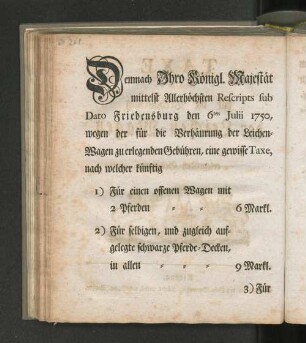 Demnach Ihro Königl. Majestät
mittelst Allerhöchsten Rescripts sub
Dato Friedensburg den 6ten Julii 1750,
wegen der für die Verhäurung der Leichen-
Wagen zu erlegenden Gebühren, eine gewisse Taxe,
nach welcher künftig
1) Für einen offenen Wagen mit
2 Pferden 〃 〃 6 Markl.
2) Für selbigen, und zugleich auf-
gelegte schwarze Pferde-Decken,
in allen 〃 〃 9 Markl.
3) Für